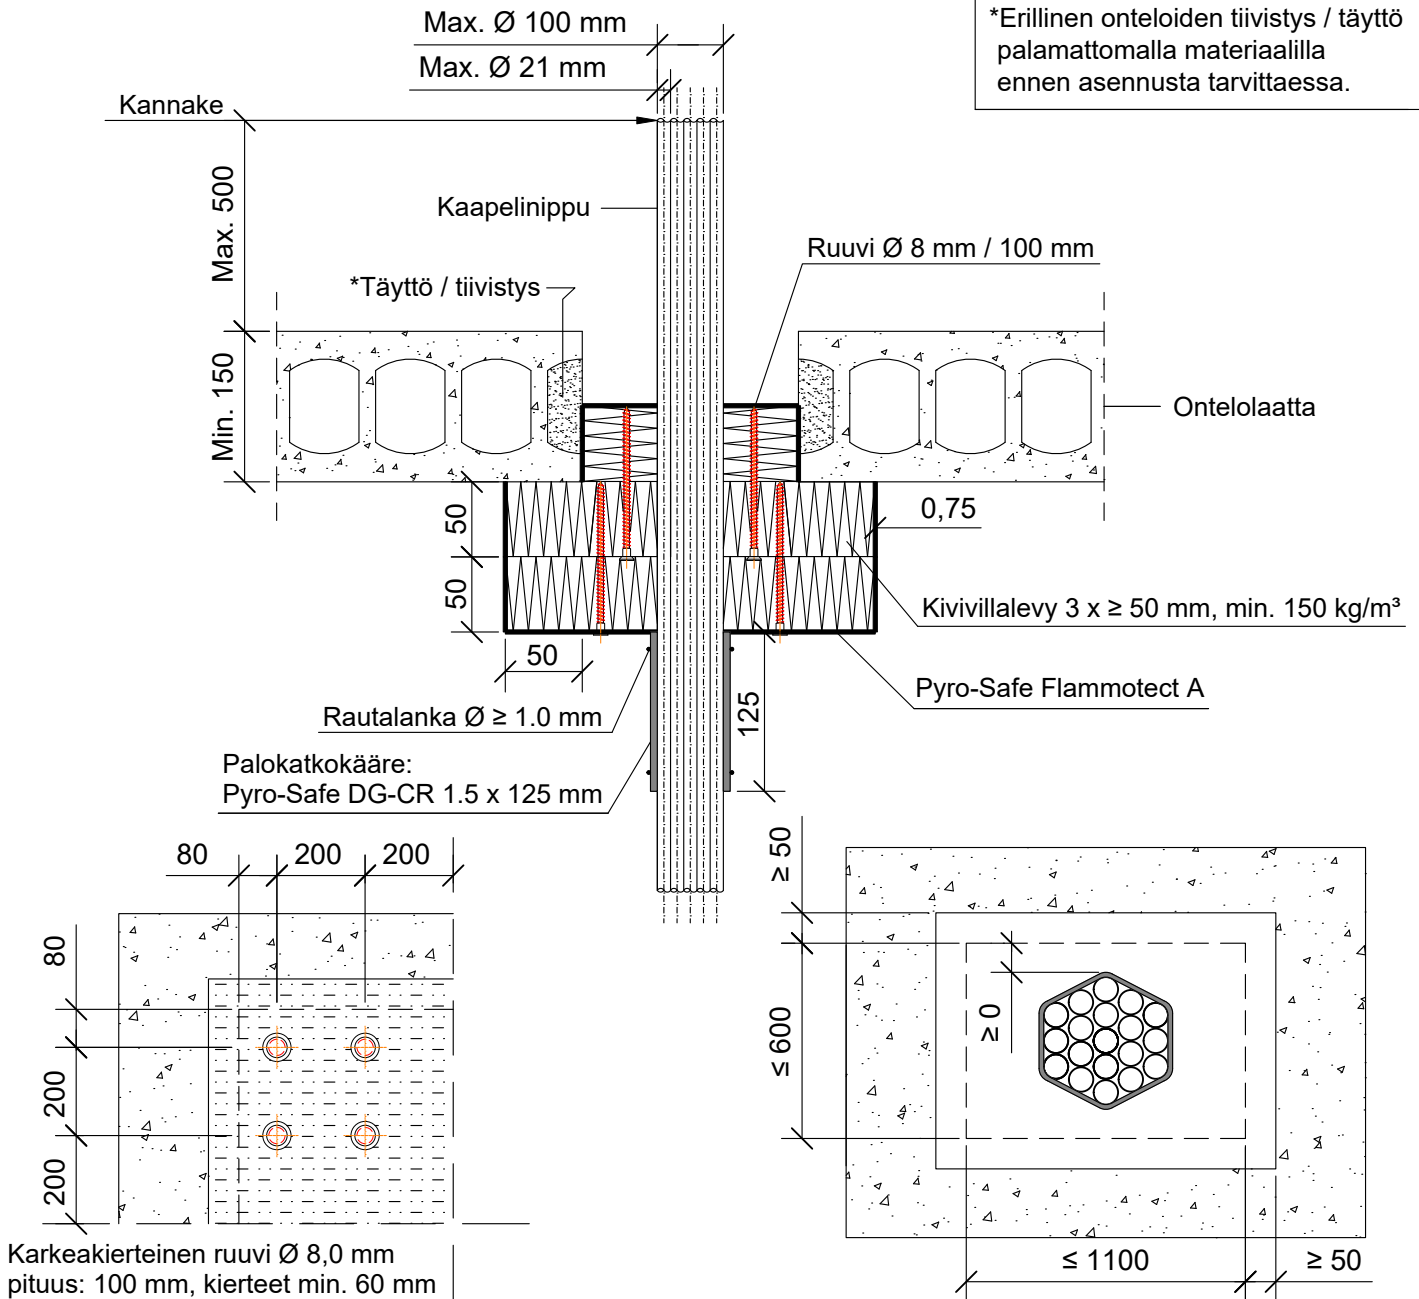 Max. Ø 100 mm
Max. Ø 21 mm
*Erillinen onteloiden tiivistys / täyttö
palamattomalla materiaalilla
ennen asennusta tarvittaessa.
Kannake
Max. 500
Kaapelinippu
Ruuvi Ø 8 mm / 100 mm
*Täyttö / tiivistys
Min. 150
Ontelolaatta
50
0,75
50
Kivivillalevy 3 x ≥ 50 mm, min. 150 kg/m³
50
Pyro-Safe Flammotect A
125
Rautalanka Ø ≥ 1.0 mm
Palokatkokääre:
Pyro-Safe DG-CR 1.5 x 125 mm
80 200 200
80
200
200
Karkeakierteinen ruuvi Ø 8,0 mm
pituus: 100 mm, kierteet min. 60 mm
≥ 50
≤ 600
≥ 0
≤ 1100
≥ 50